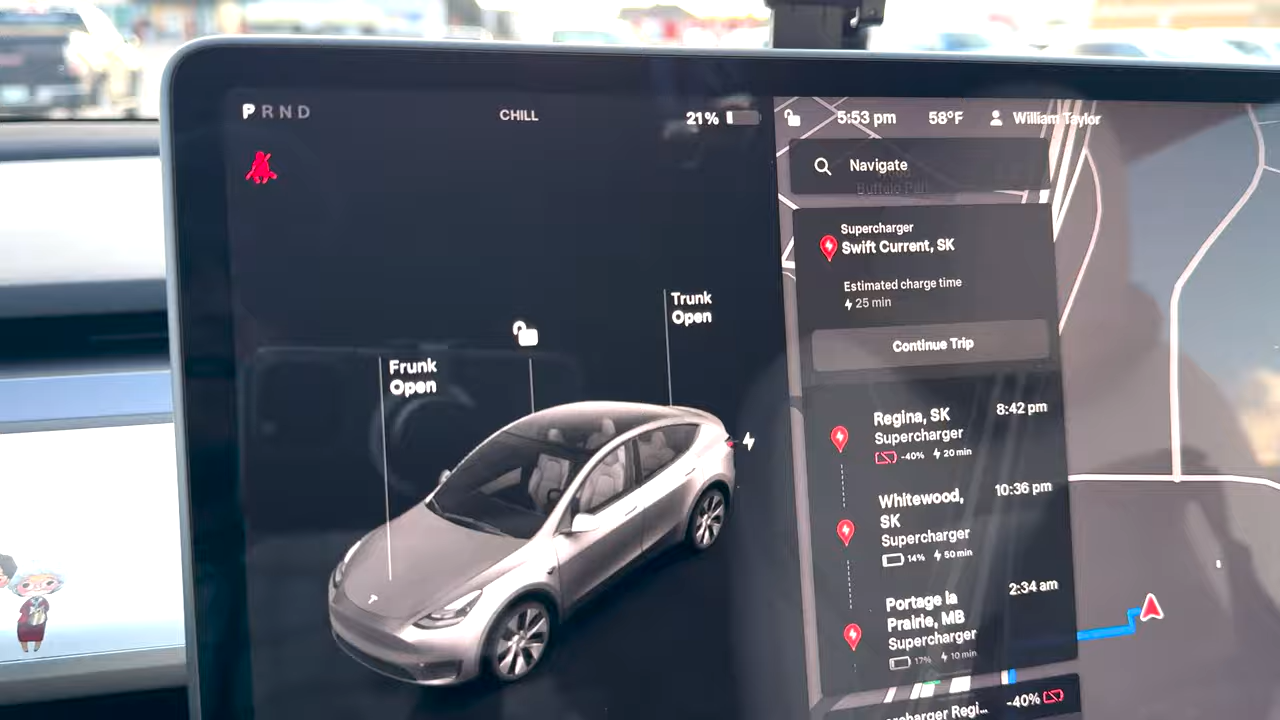 P R N D
CHILL
21%
5:53 pm
58°F
William Taylor
Navigate
Supercharger
Swift Current, SK
Estimated charge time
25 min
Continue Trip
Trunk
Open
Frunk
Open
Regina, SK
8:42 pm
Supercharger
-40%
20 min
Whitewood,
SK
10:36 pm
Supercharger
14%
50 min
Portage la
Prairie, MB
2:34 am
Supercharger
17%
10 min
-40%